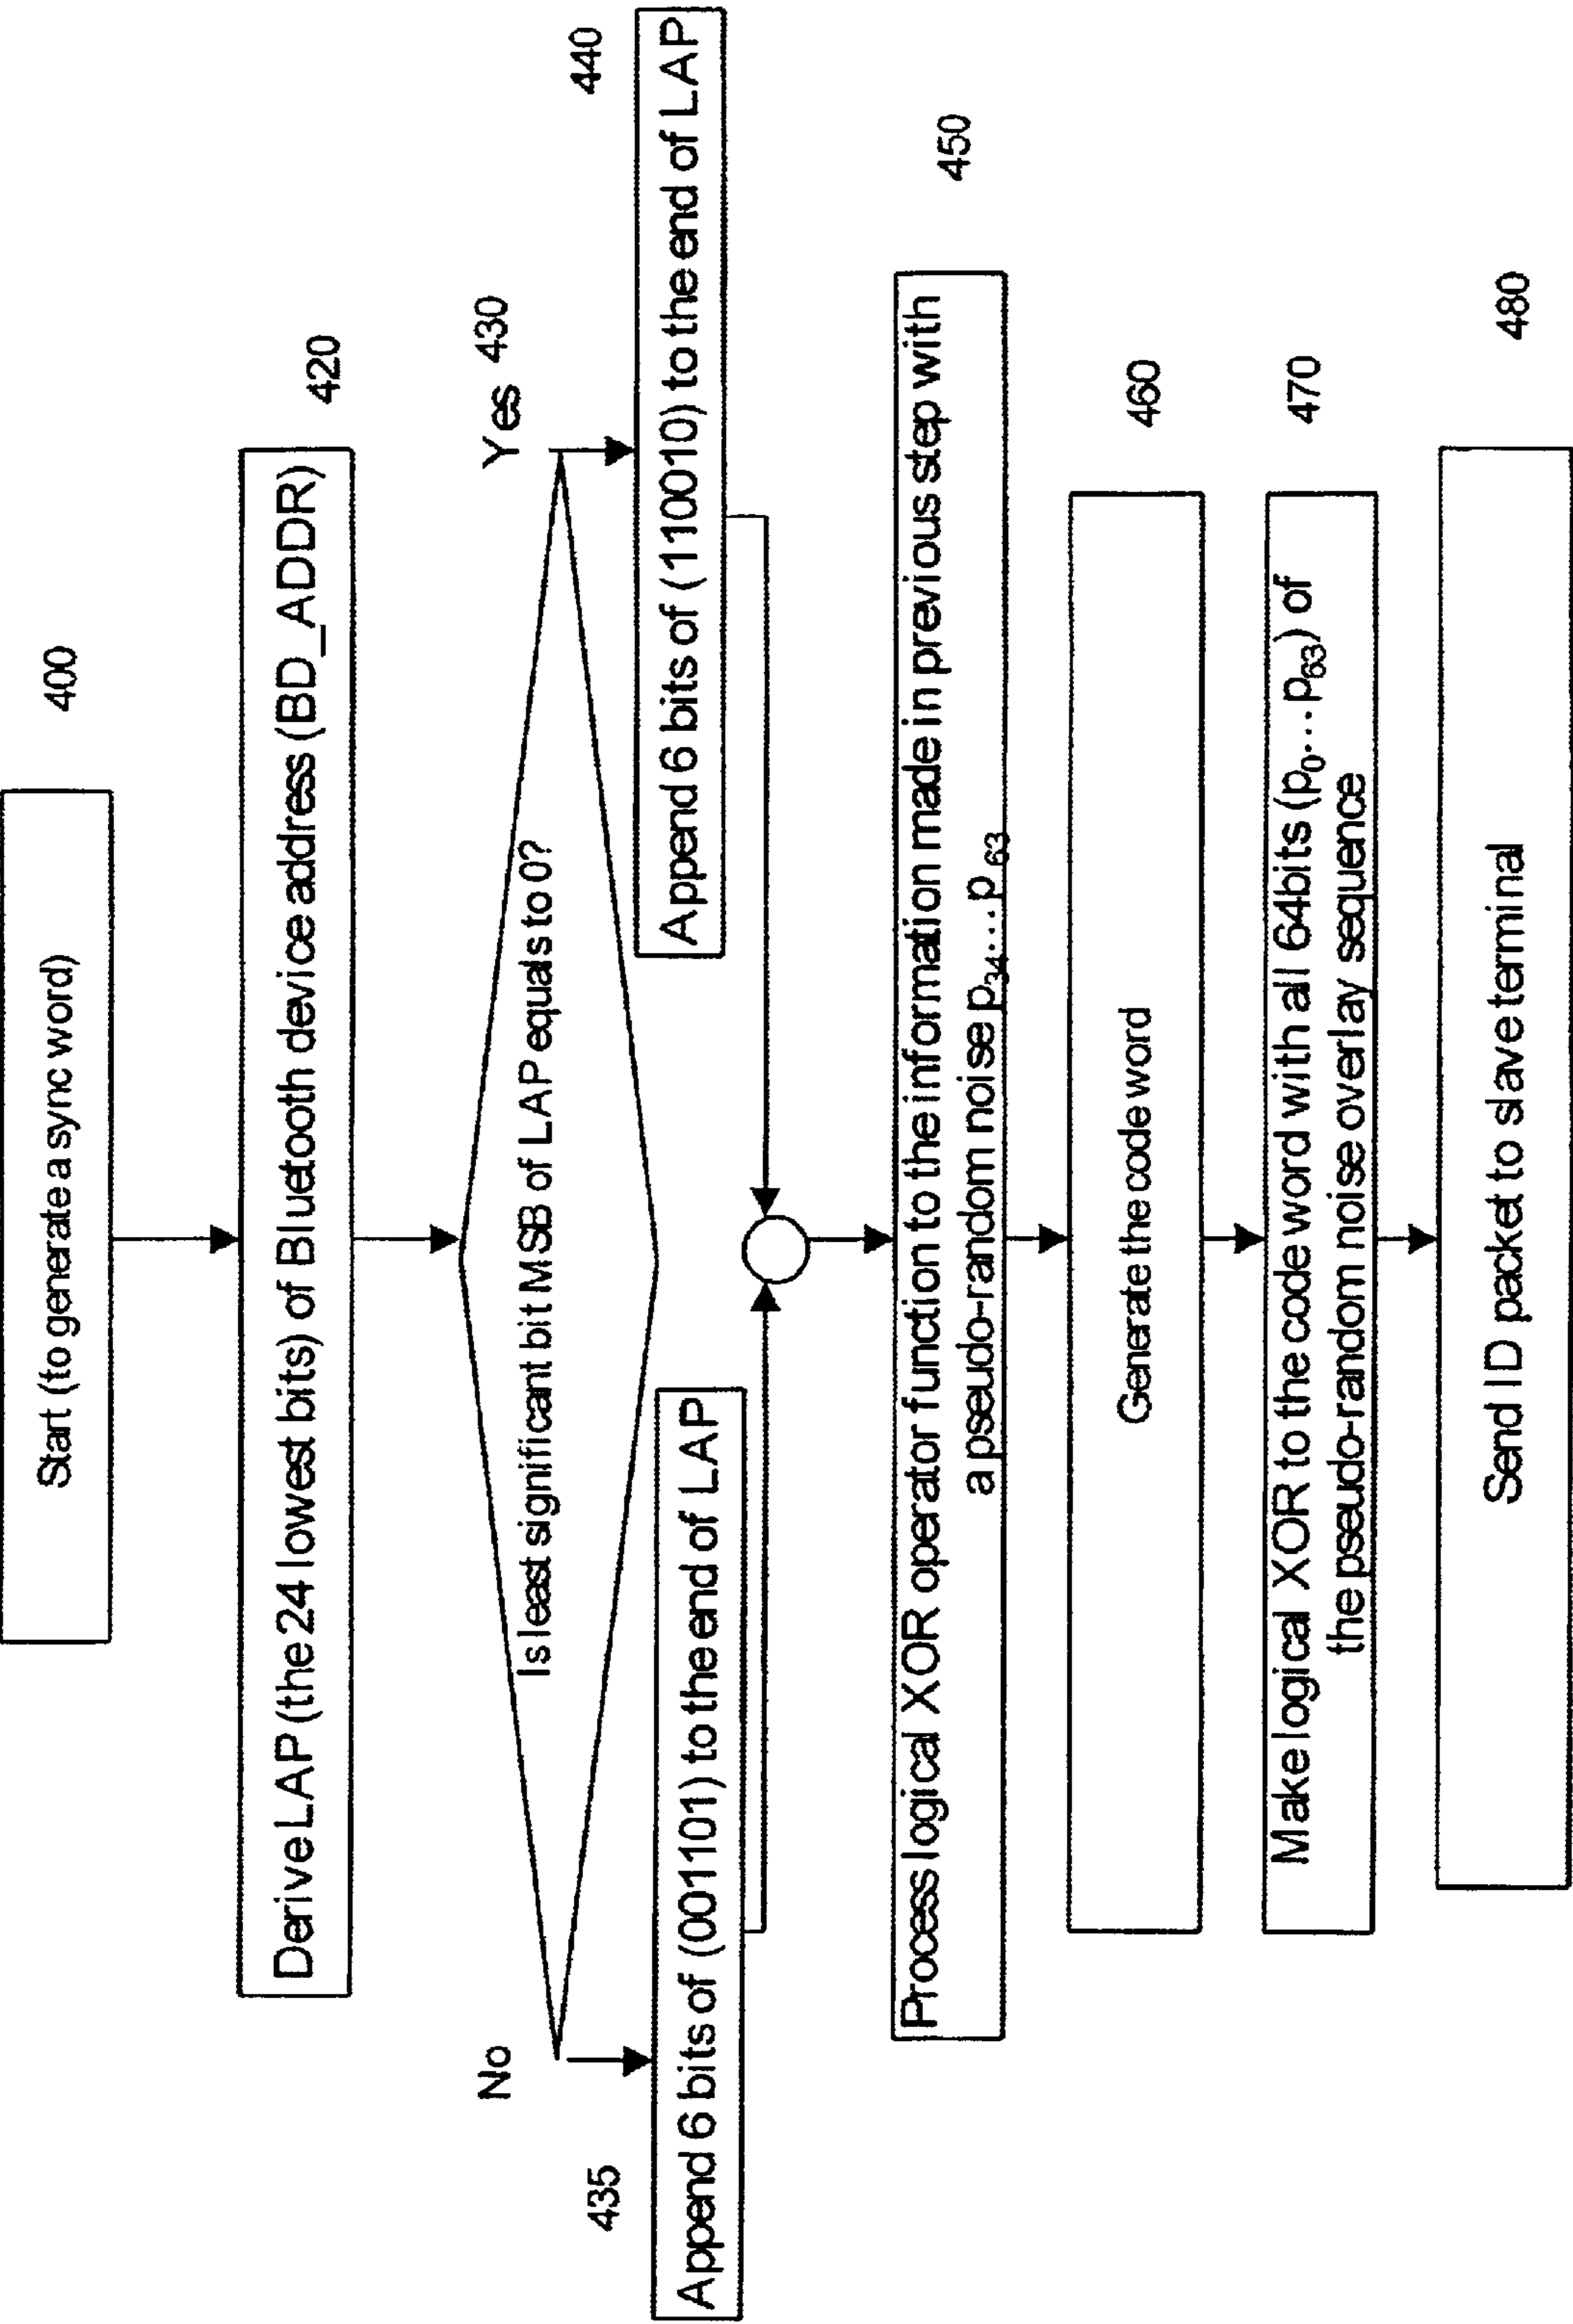 400
Start (to generate a sync word)
420
Derive LAP (the 24 lowest bits) of Bluetooth device address (BD_ADDR)
No
Yes
430
Is least significant bit MSB of LAP equals to 0?
435
440
Append 6 bits of (001101) to the end of LAP
Append 6 bits of (110010) to the end of LAP
450
Process logical XOR operator function to the information made in previous step with
a pseudo-random noise p34...p63
460
Generate the code word
470
Make logical XOR to the code word with all 64bits (p0...p63) of
the pseudo-random noise overlay sequence
480
Send ID packet to slave terminal